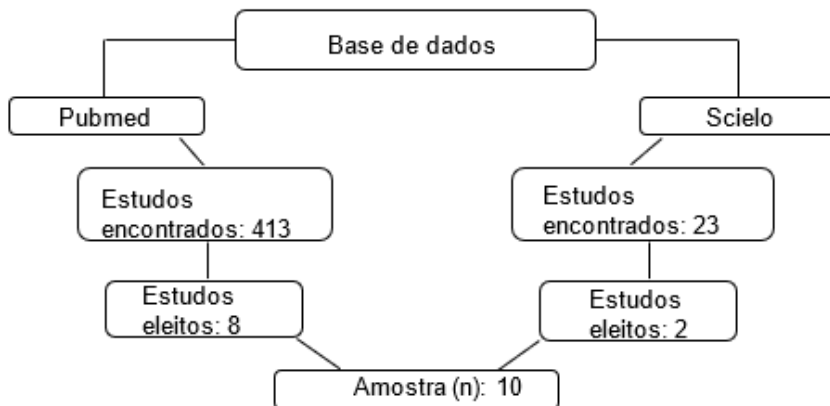 Base de dados
Pubmed
Scielo
Estudos
encontrados: 413
Estudos
encontrados: 23
Estudos
eleitos: 8
Estudos
eleitos: 2
Amostra (n): 10